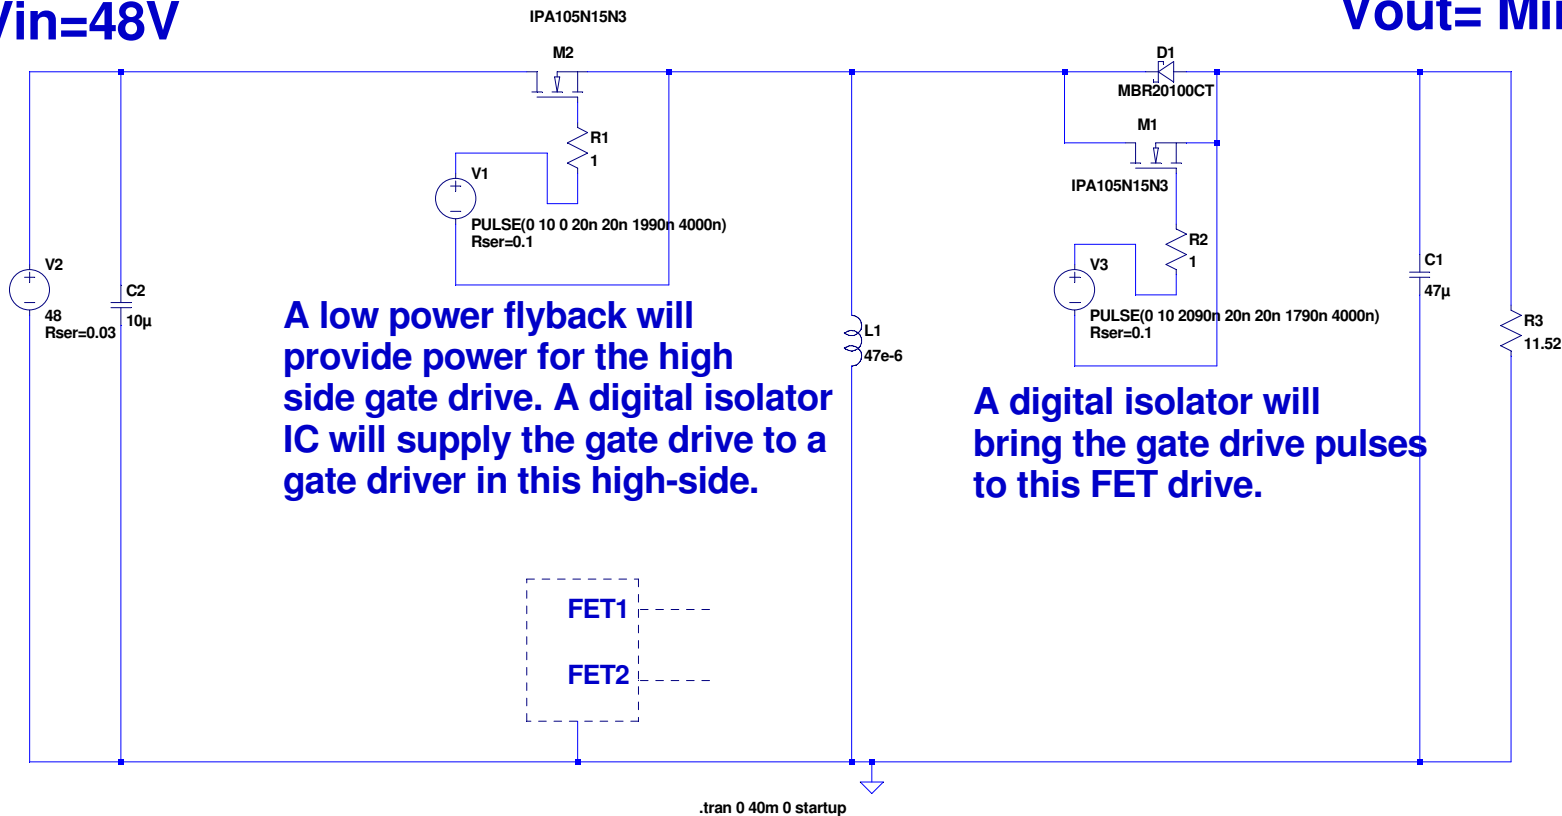 Vin=48V
Vout= Min
IPA105N15N3
M2
D1
MBR20100CT
R1
1
M1
V1
IPA105N15N3
PULSE(0 10 0 20n 20n 1990n 4000n)
Rser=0.1
R2
1
V2
V3
C1
C2
47µ
48
10µ
Rser=0.03
PULSE(0 10 2090n 20n 20n 1790n 4000n)
Rser=0.1
R3
11.52
L1
47e-6
A low power flyback will
provide power for the high
side gate drive. A digital isolator
IC will supply the gate drive to a
gate driver in this high-side.
A digital isolator will
bring the gate drive pulses
to this FET drive.
FET1
FET2
.tran 0 40m 0 startup